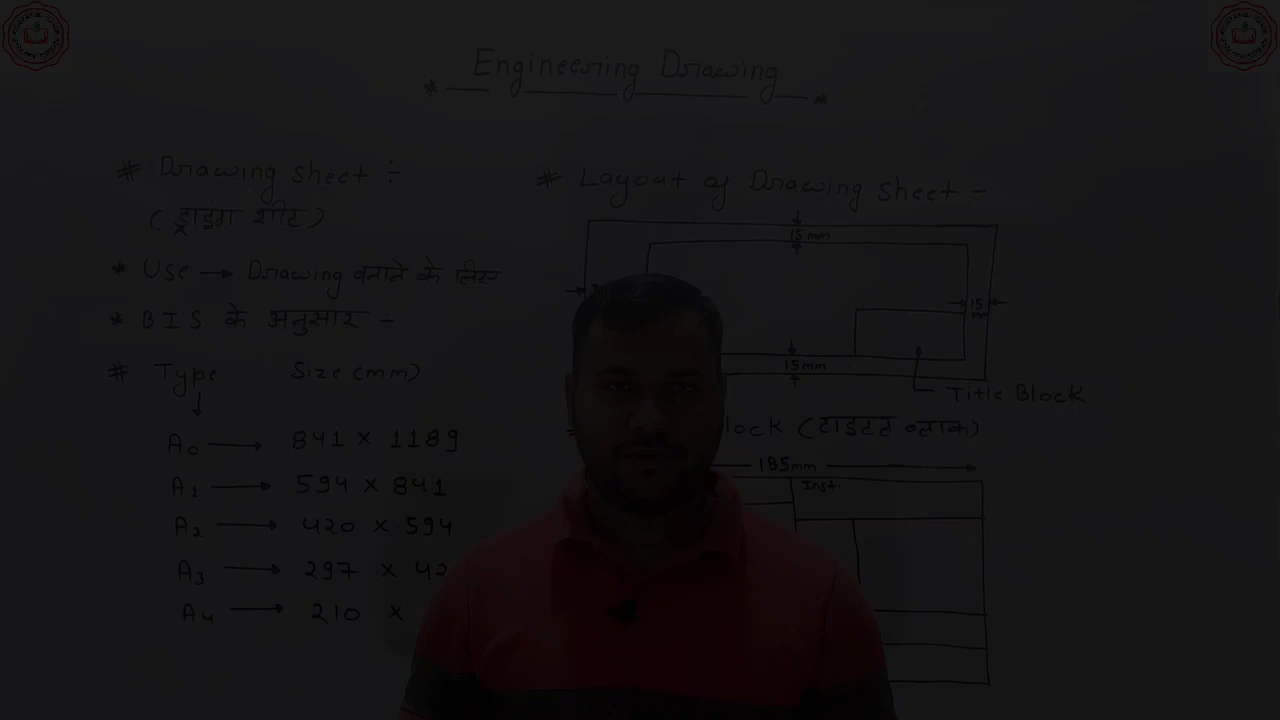 Engineering Drawing
# Drawing sheet ÷
(ड्राइंग शीट)
* Use → Drawing बनाने के लिए
* BIS के अनुसार -
# Type Size (mm)
A0 → 841 × 1189
A1 → 594 × 841
A2 → 420 × 594
A3 → 297 × 42
A4 → 210 ×
# Layout of Drawing sheet ÷
15 mm
15 mm
15 mm
Title Block
lock (टाइटल ब्लाक)
185mm
Inst.